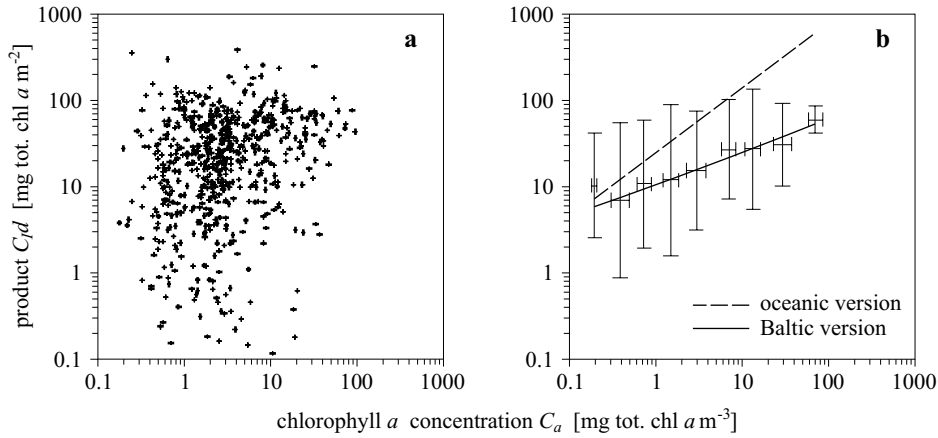 1000
100
10
1
0.1
0.1 1 10 100 1000
a
product C_I d [mg tot. chl a m⁻²]
1000
100
10
1
0.1
0.1 1 10 100 1000
b
oceanic version
Baltic version
chlorophyll a concentration C_a [mg tot. chl a m⁻³]